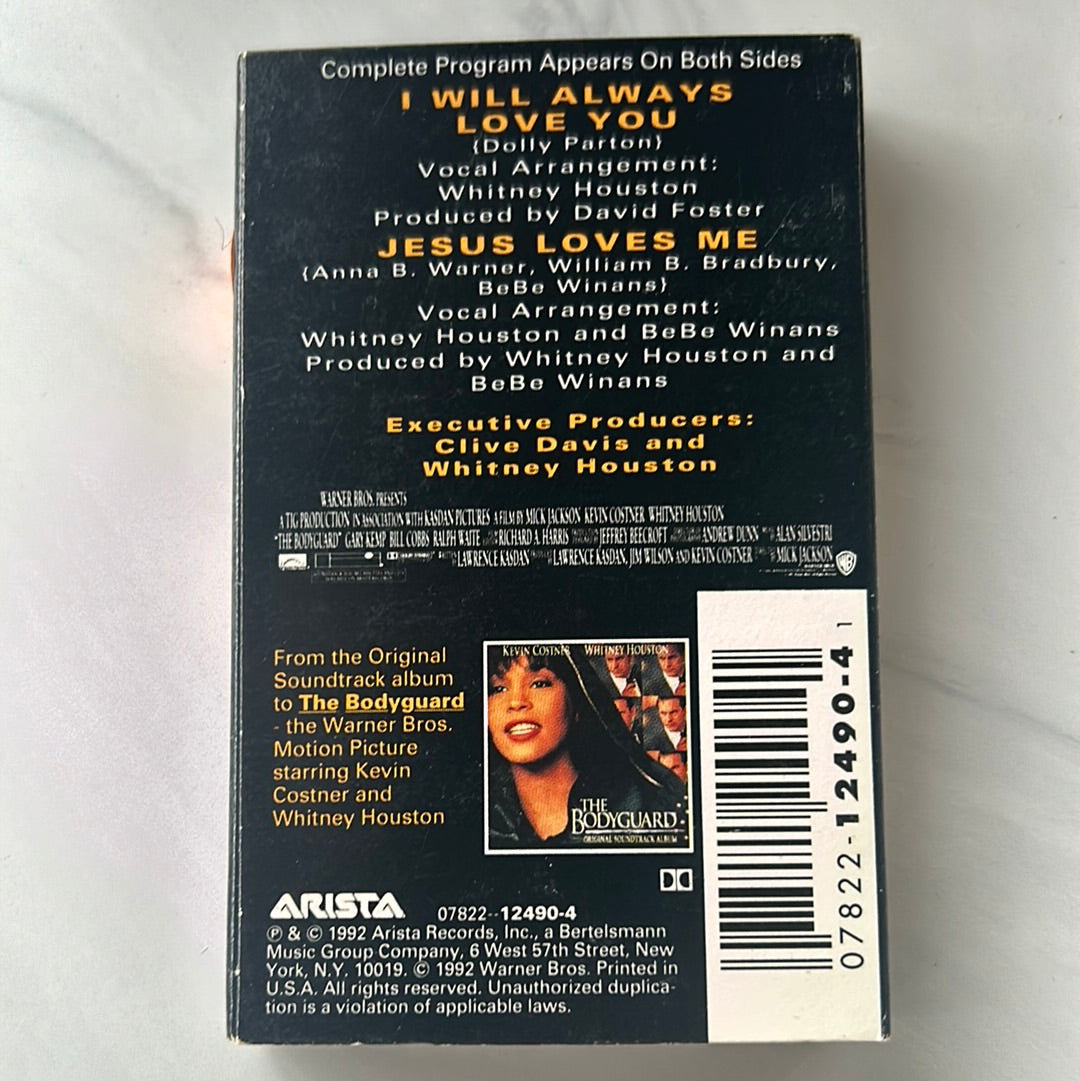 Complete Program Appears On Both Sides
I WILL ALWAYS
LOVE YOU
(Dolly Parton)
Vocal Arrangement:
Whitney Houston
Produced by David Foster
JESUS LOVES ME
(Anna B. Warner, William B. Bradbury,
BeBe Winans)
Vocal Arrangement:
Whitney Houston and BeBe Winans
Produced by Whitney Houston and
BeBe Winans
Executive Producers:
Clive Davis and
Whitney Houston
WARNER BROS. PRESENTS
A TIG PRODUCTION IN ASSOCIATION WITH KASDAN PICTURES A FILM BY MICK JACKSON KEVIN COSTNER WHITNEY HOUSTON
"THE BODYGUARD" GARY KEMP BILL COBBS RALPH WAITE RICHARD A. HARRIS JEFFREY BEECROFT ANDREW DUNN ALAN SILVESTRI
LAWRENCE KASDAN LAWRENCE KASDAN, JIM WILSON AND KEVIN COSTNER MICK JACKSON
WB
From the Original
Soundtrack album
to The Bodyguard
- the Warner Bros.
Motion Picture
starring Kevin
Costner and
Whitney Houston
KEVIN COSTNER WHITNEY HOUSTON
THE
BODYGUARD
ORIGINAL SOUNDTRACK ALBUM
07822-12490-4 1
ARISTA 07822--12490-4
℗ & © 1992 Arista Records, Inc., a Bertelsmann
Music Group Company, 6 West 57th Street, New
York, N.Y. 10019. © 1992 Warner Bros. Printed in
U.S.A. All rights reserved. Unauthorized duplica-
tion is a violation of applicable laws.